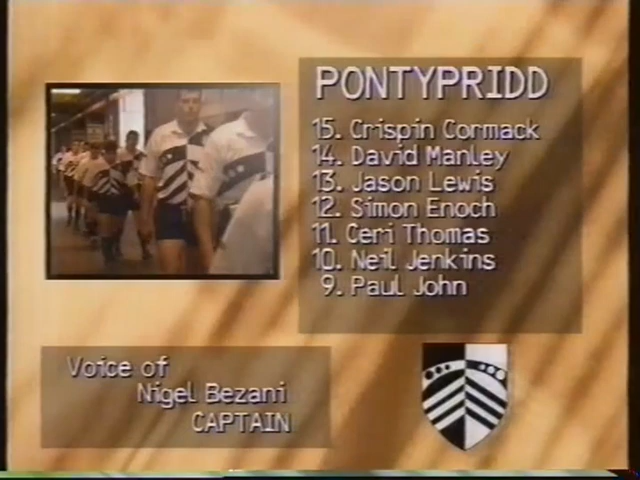 PONTYPRIDD
15. Crispin Cormack
14. David Manley
13. Jason Lewis
12. Simon Enoch
11. Ceri Thomas
10. Neil Jenkins
9. Paul John
Voice of
Nigel Bezani
CAPTAIN